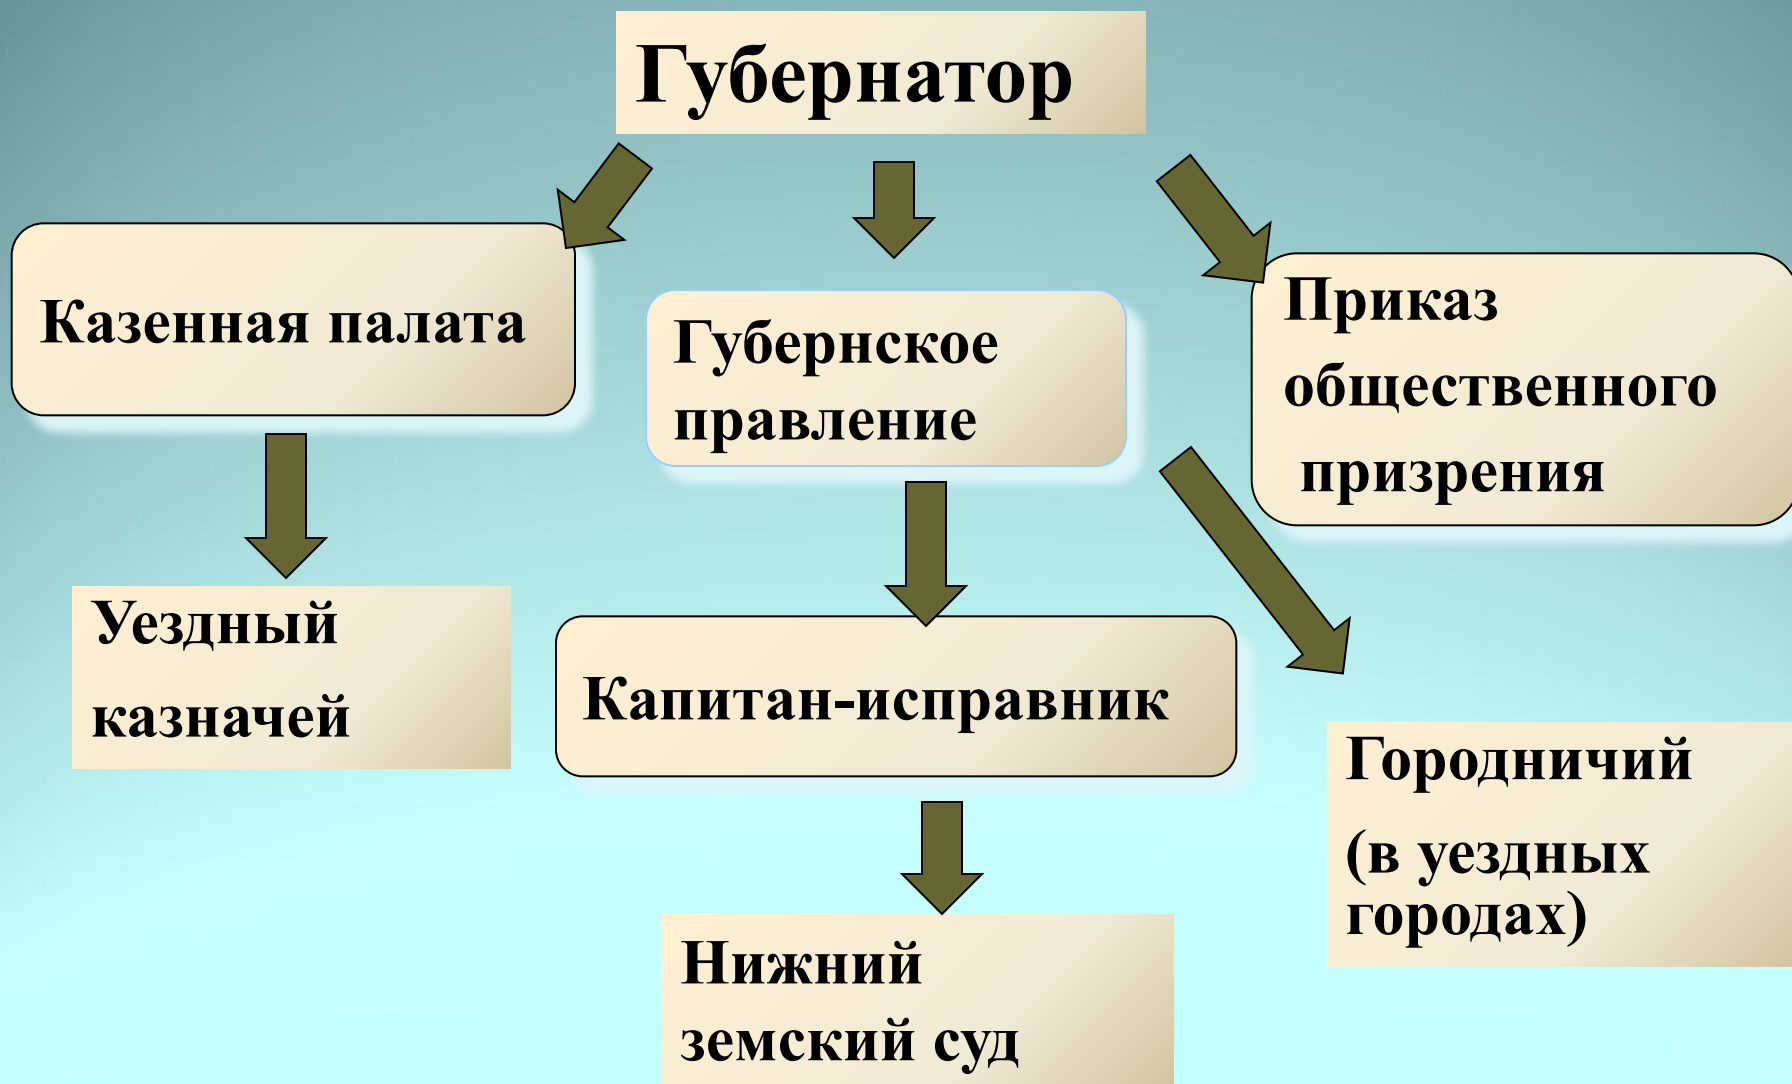 Губернатор
Казенная палата
Губернское
правление
Приказ
общественного
призрения
Уездный
казначей
Капитан-исправник
Городничий
(в уездных
городах)
Нижний
земский суд